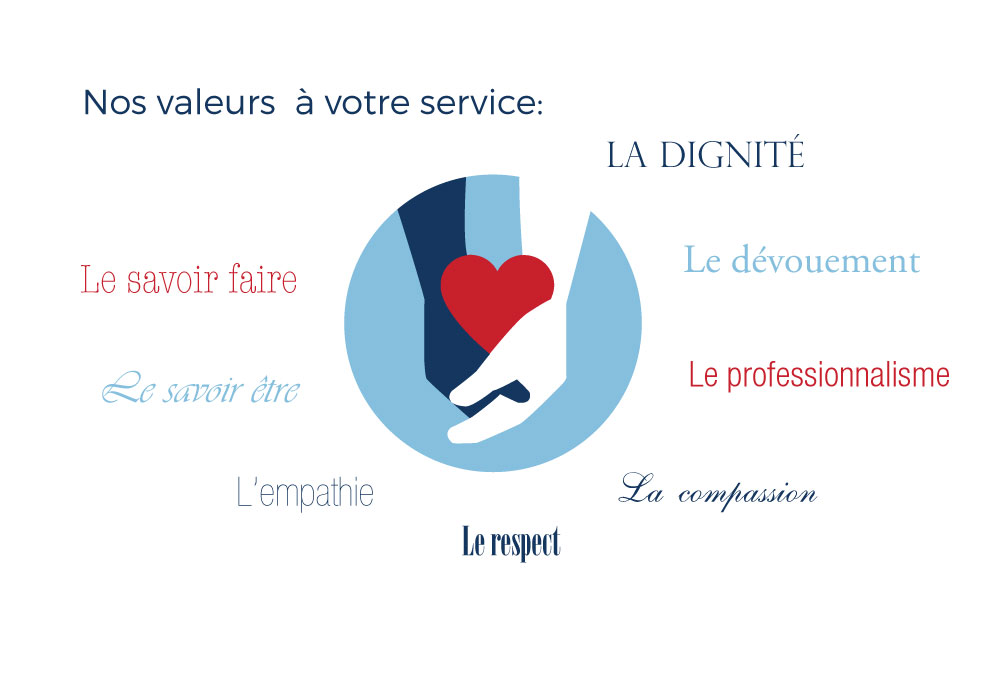 Nos valeurs à votre service:
LA DIGNITÉ
Le dévouement
Le savoir faire
Le professionnalisme
Le savoir être
L'empathie
La compassion
Le respect